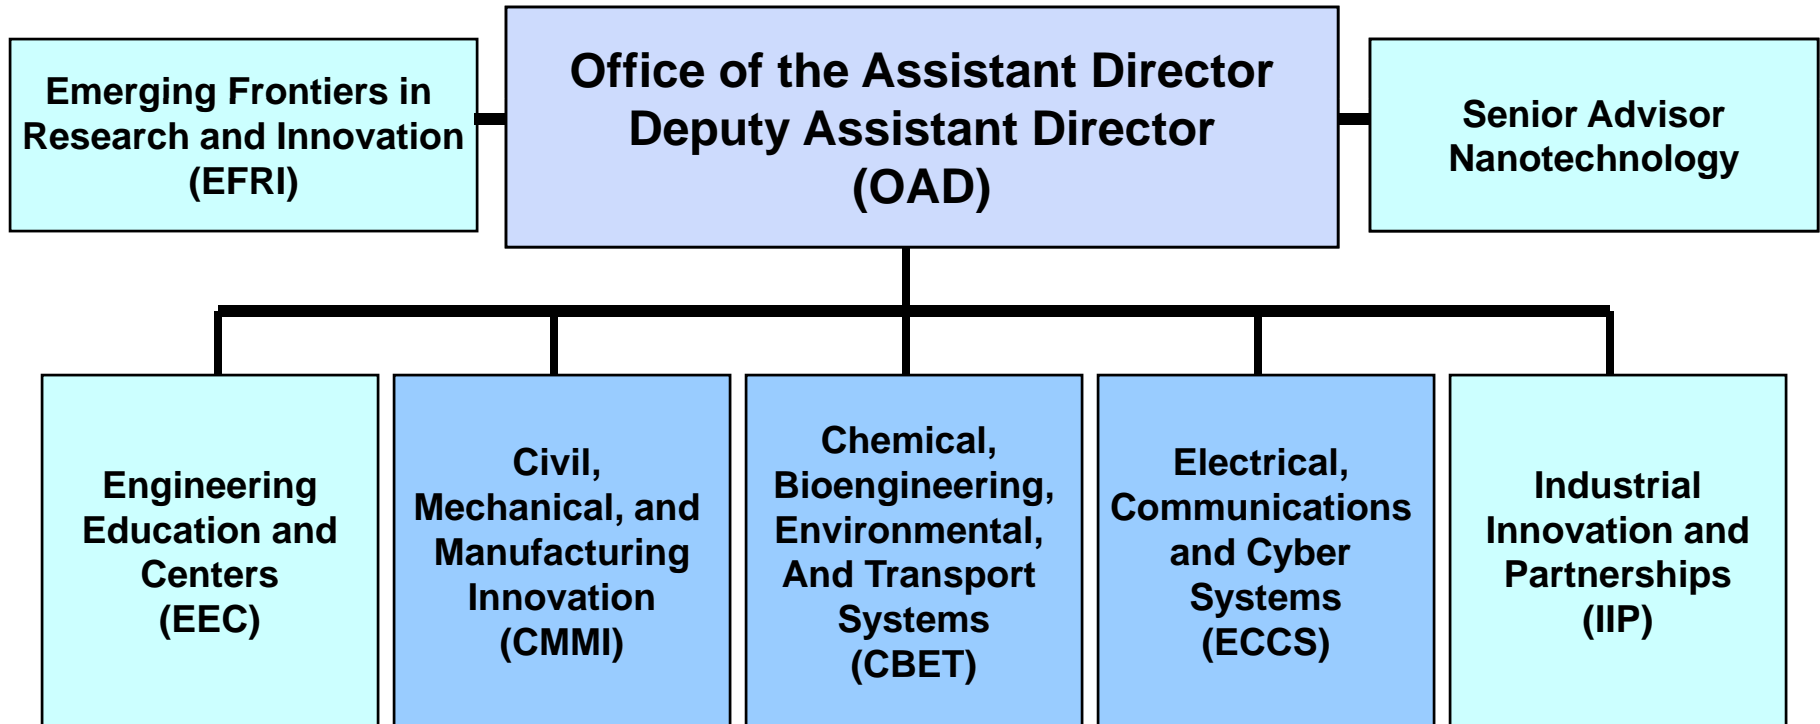 Emerging Frontiers in
Research and Innovation
(EFRI)
Office of the Assistant Director
Deputy Assistant Director
(OAD)
Senior Advisor
Nanotechnology
Engineering
Education and
Centers
(EEC)
Civil,
Mechanical, and
Manufacturing
Innovation
(CMMI)
Chemical,
Bioengineering,
Environmental,
And Transport
Systems
(CBET)
Electrical,
Communications
and Cyber
Systems
(ECCS)
Industrial
Innovation and
Partnerships
(IIP)